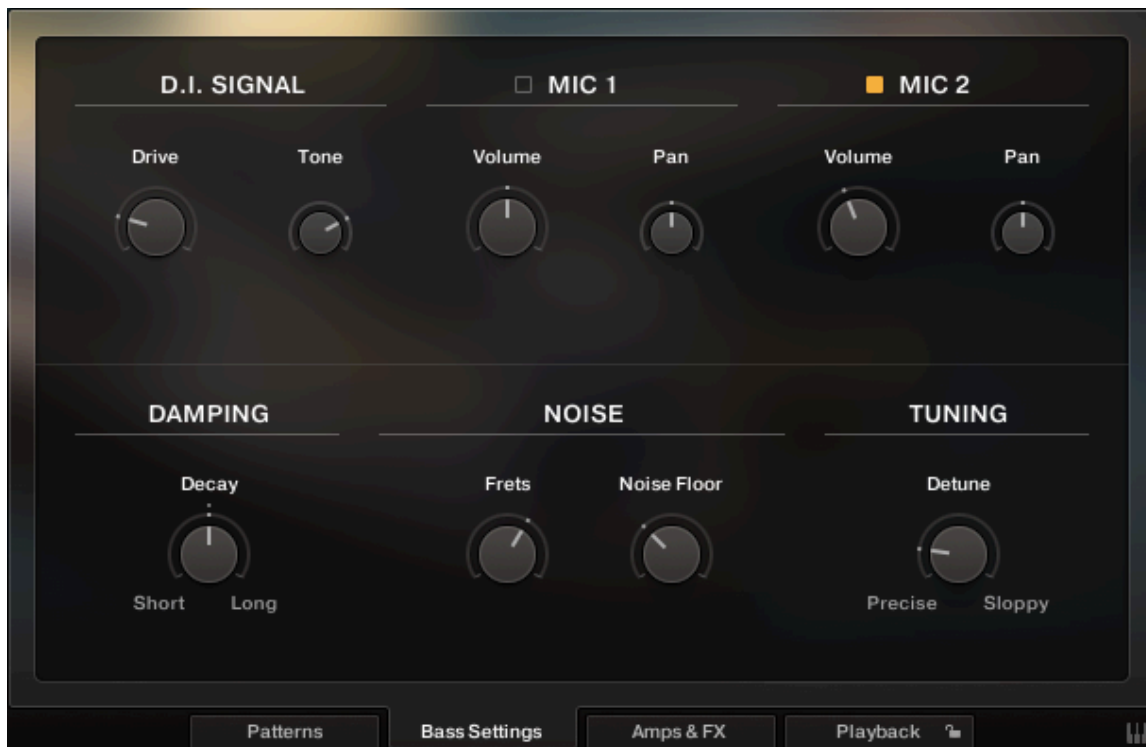 D.I. SIGNAL
MIC 1
MIC 2
Drive
Tone
Volume
Pan
Volume
Pan
DAMPING
NOISE
TUNING
Decay
Frets
Noise Floor
Detune
Short
Long
Precise
Sloppy
Patterns
Bass Settings
Amps & FX
Playback